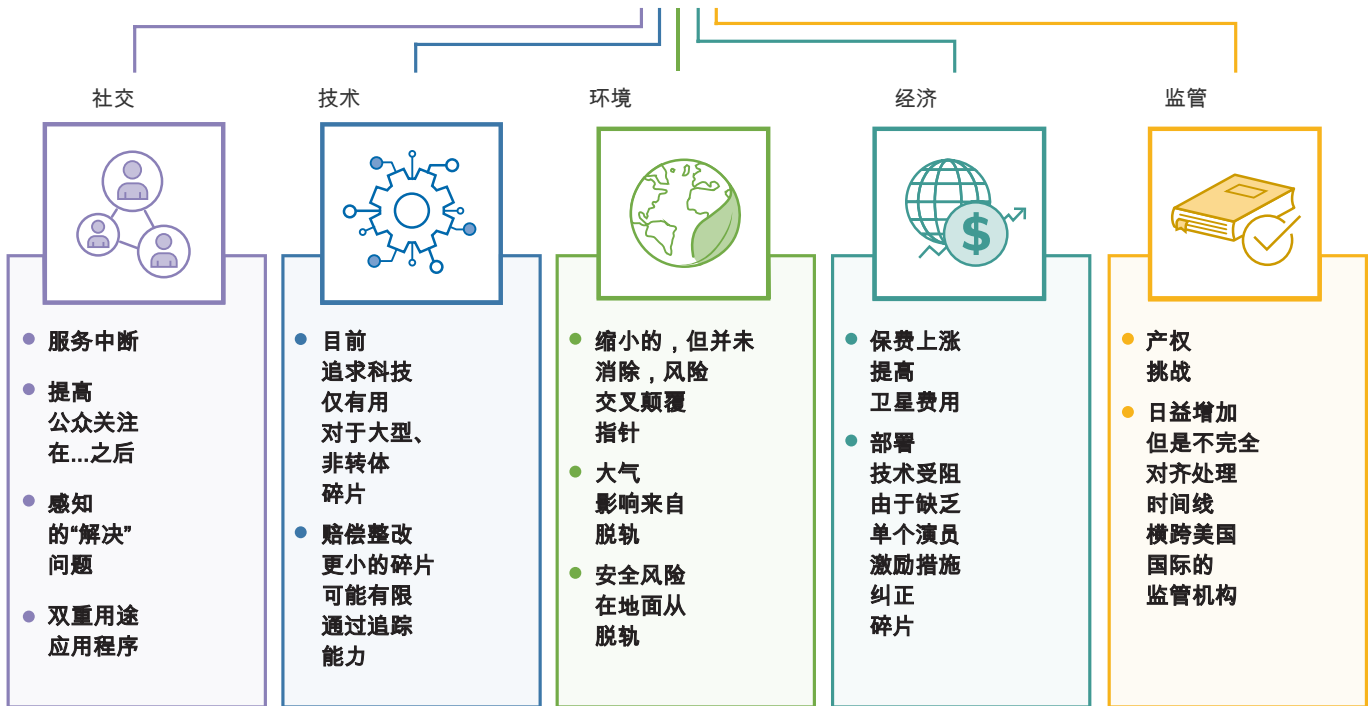 社交
服务中断
提高
公众关注
在...之后
感知
的“解决”
问题
双重用途
应用程序
技术
目前
追求科技
仅有用
对于大型、
非转体
碎片
赔偿整改
更小的碎片
可能有限
通过追踪
能力
环境
缩小的，但并未
消除，风险
交叉颠覆
指针
大气
影响来自
脱轨
安全风险
在地面从
脱轨
经济
$
保费上涨
提高
卫星费用
部署
技术受阻
由于缺乏
单个演员
激励措施
纠正
碎片
监管
产权
挑战
日益增加
但是不完全
对齐处理
时间线
横跨美国
国际的
监管机构